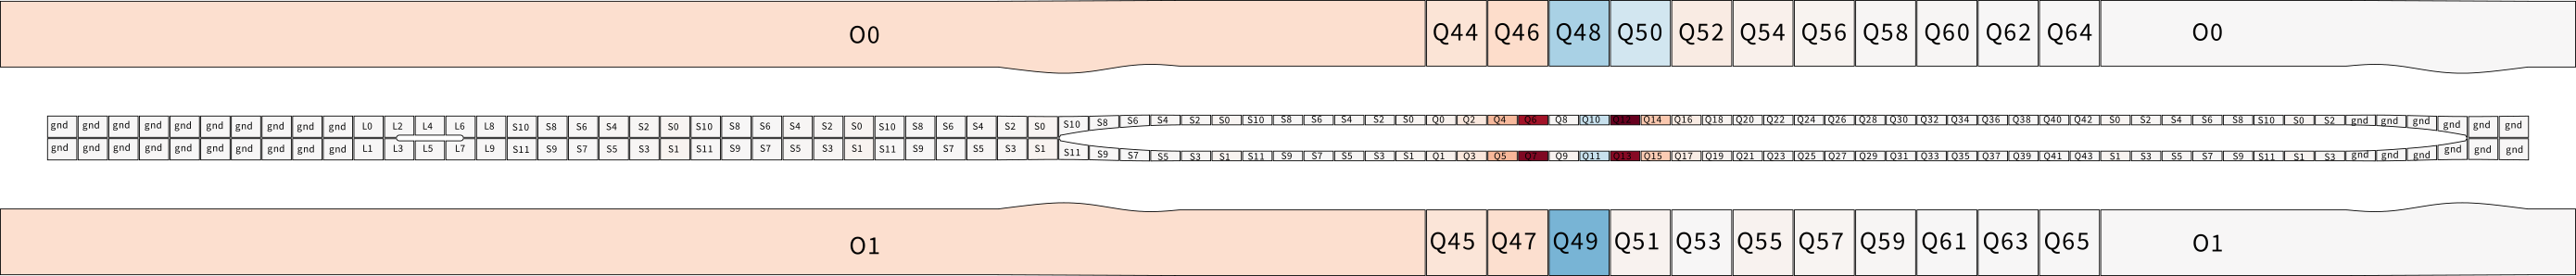 O0 Q44 Q46 Q48 Q50 Q52 Q54 Q56 Q58 Q60 Q62 Q64 O0
gnd gnd gnd gnd gnd gnd gnd gnd gnd gnd L0 L2 L4 L6 L8 S10 S8 S6 S4 S2 S0 S10 S8 S6 S4 S2 S0 S10 S8 S6 S4 S2 S0 S10 S8 S6 S4 S2 S0 S10 S8 S6 S4 S2 S0 Q0 Q2 Q4 Q6 Q8 Q10 Q12 Q14 Q16 Q18 Q20 Q22 Q24 Q26 Q28 Q30 Q32 Q34 Q36 Q38 Q40 Q42 S0 S2 S4 S6 S8 S10 S0 S2 gnd gnd gnd gnd gnd gnd
gnd gnd gnd gnd gnd gnd gnd gnd gnd gnd L1 L3 L5 L7 L9 S11 S9 S7 S5 S3 S1 S11 S9 S7 S5 S3 S1 S11 S9 S7 S5 S3 S1 S11 S9 S7 S5 S3 S1 S11 S9 S7 S5 S3 S1 Q1 Q3 Q5 Q7 Q9 Q11 Q13 Q15 Q17 Q19 Q21 Q23 Q25 Q27 Q29 Q31 Q33 Q35 Q37 Q39 Q41 Q43 S1 S3 S5 S7 S9 S11 S1 S3 gnd gnd gnd gnd gnd gnd
O1 Q45 Q47 Q49 Q51 Q53 Q55 Q57 Q59 Q61 Q63 Q65 O1